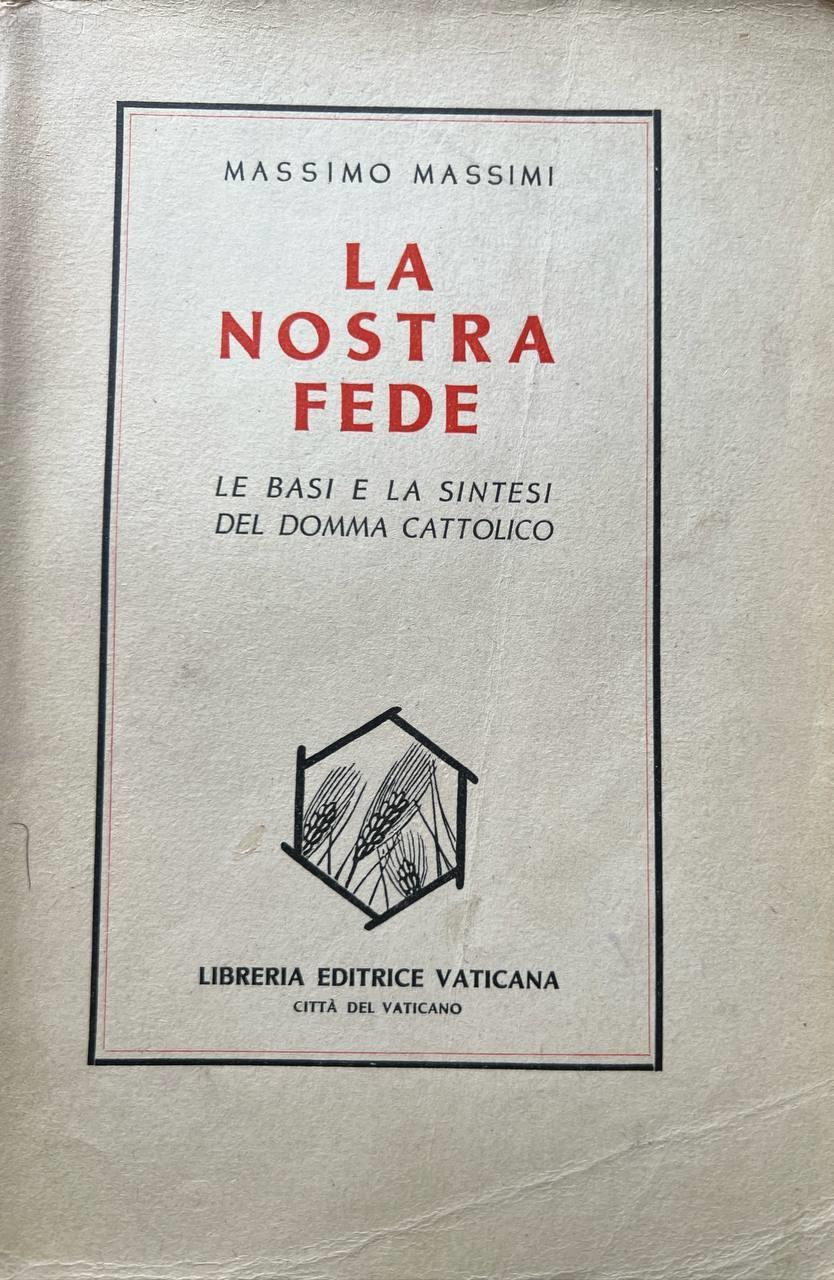 MASSIMO MASSIMI
LA
NOSTRA
FEDE
LE BASI E LA SINTESI
DEL DOMMA CATTOLICO
LIBRERIA EDITRICE VATICANA
CITTÀ DEL VATICANO